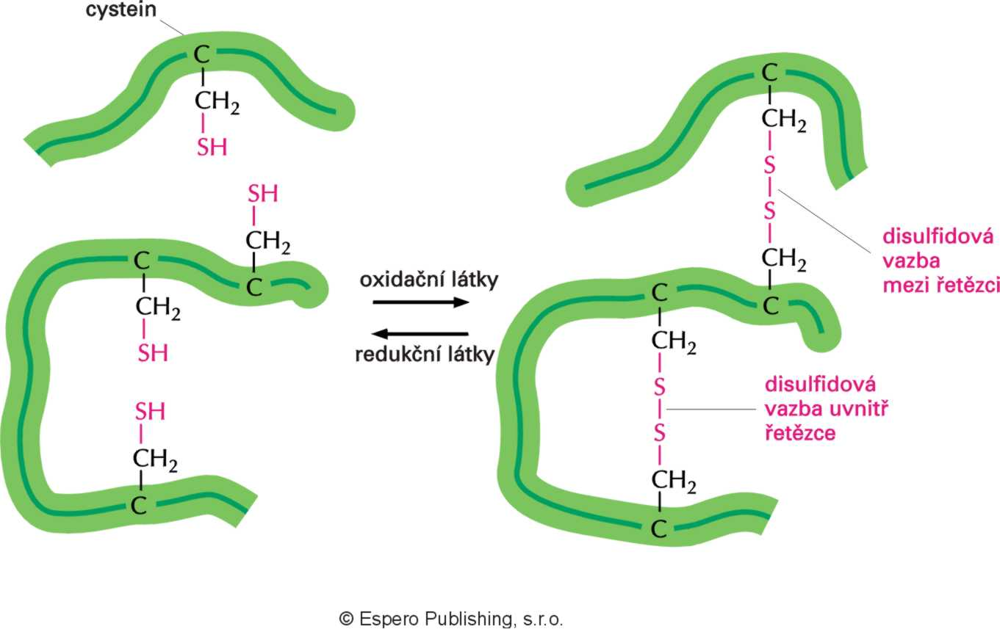 cystein
C
CH₂
SH
SH
CH₂
C
C
CH₂
SH
SH
CH₂
C
oxidační látky
redukční látky
C
CH₂
S
S
CH₂
C
disulfidová
vazba
mezi řetězci
C
CH₂
S
S
CH₂
C
disulfidová
vazba uvnitř
řetězce
© Espero Publishing, s.r.o.